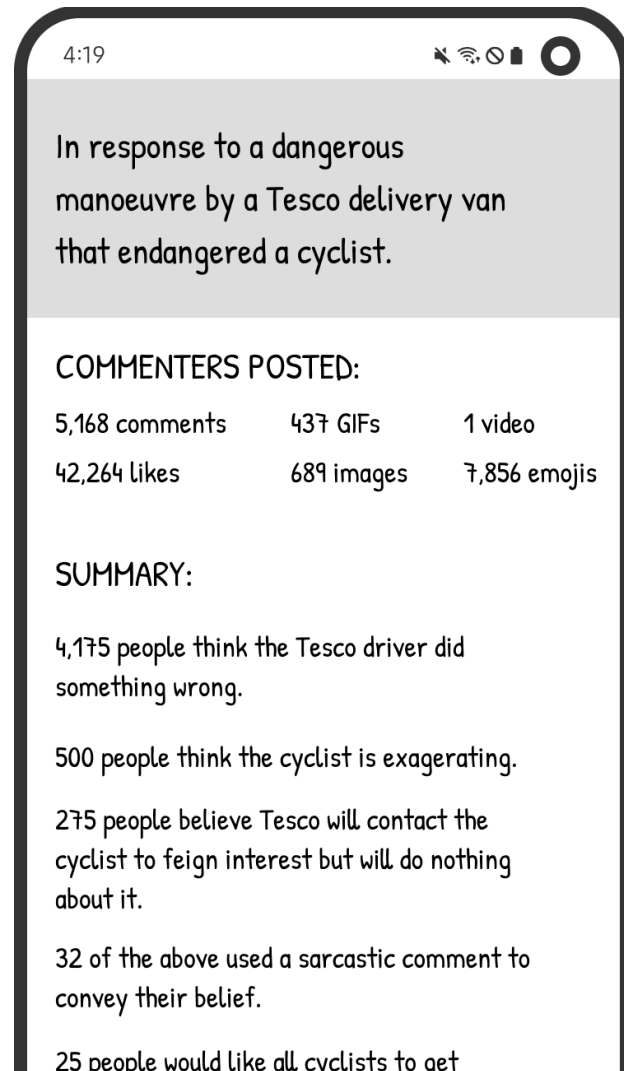 4:19
In response to a dangerous
manoeuvre by a Tesco delivery van
that endangered a cyclist.
COMMENTERS POSTED:
5,168 comments 437 GIFs 1 video
42,264 likes 689 images 7,856 emojis
SUMMARY:
4,175 people think the Tesco driver did
something wrong.
500 people think the cyclist is exagerating.
275 people believe Tesco will contact the
cyclist to feign interest but will do nothing
about it.
32 of the above used a sarcastic comment to
convey their belief.
25 people would like all cyclists to get